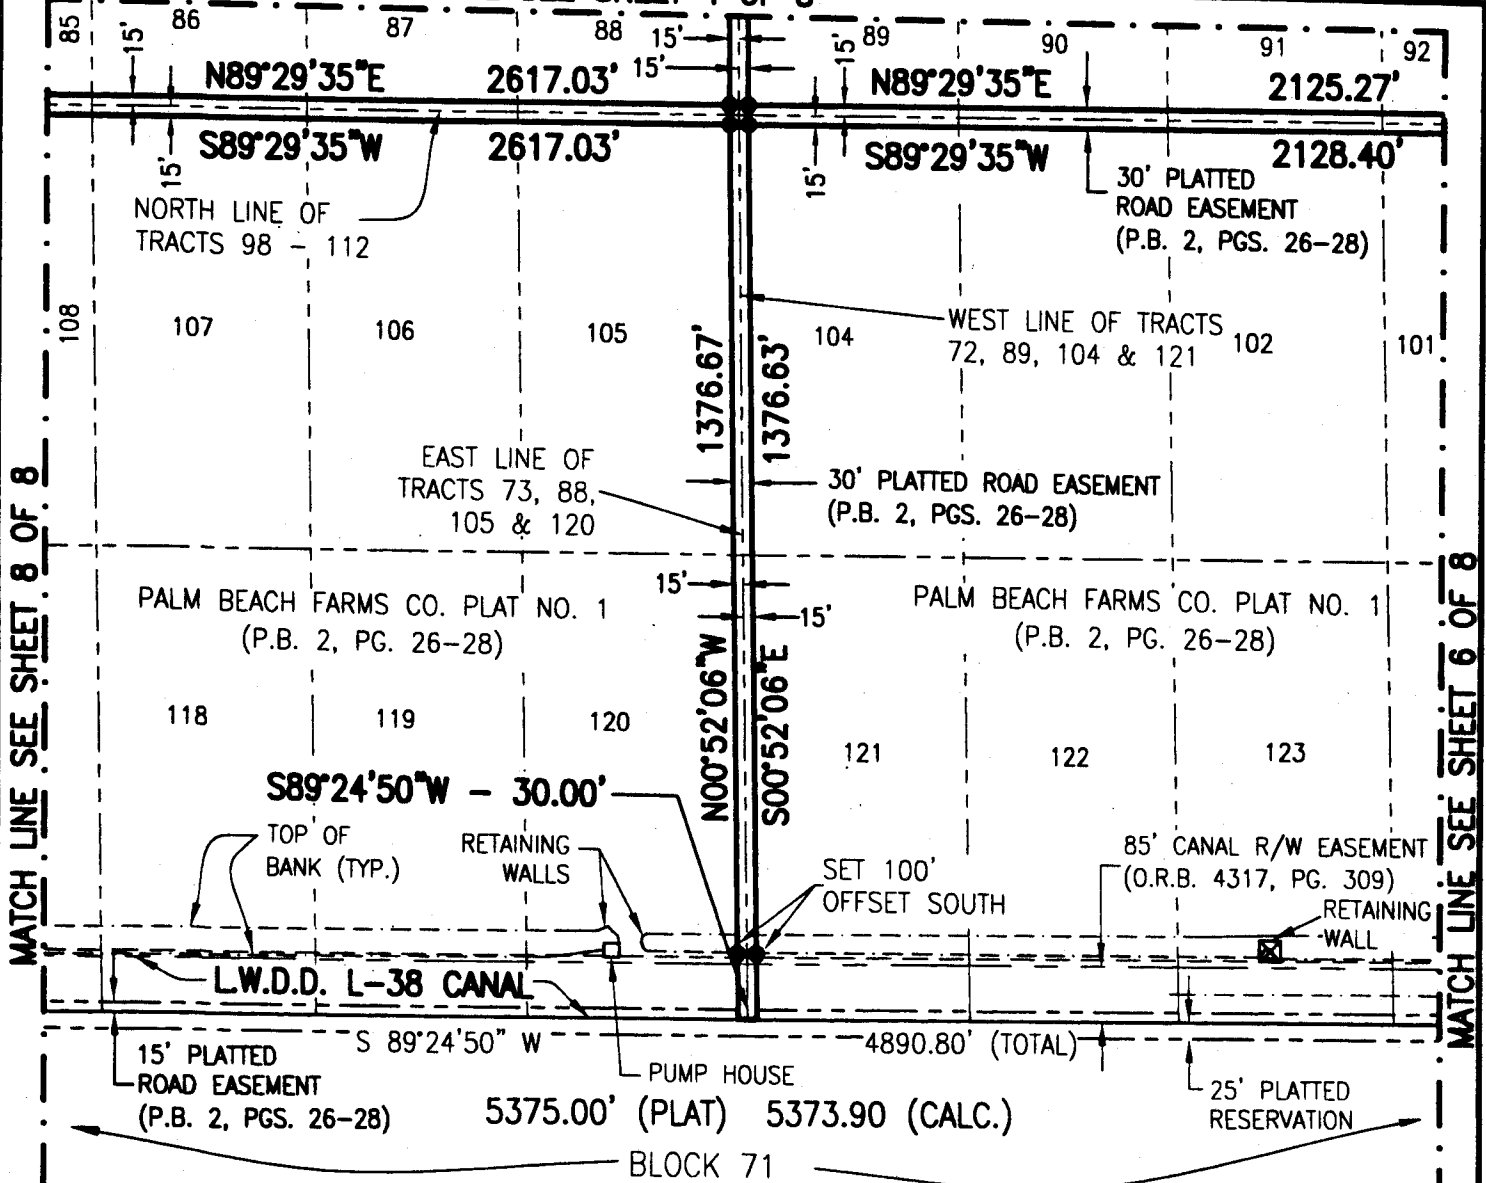 85
86
87
88
89
90
91
92
15'
15'
15'
15'
N89°29'35"E 2617.03'
N89°29'35"E 2125.27'
S89°29'35"W 2617.03'
S89°29'35"W 2128.40'
15'
15'
NORTH LINE OF
TRACTS 98 - 112
30' PLATTED
ROAD EASEMENT
(P.B. 2, PGS. 26-28)
108
107
106
105
104
WEST LINE OF TRACTS
72, 89, 104 & 121
102
101
1376.67'
1376.63'
EAST LINE OF
TRACTS 73, 88,
105 & 120
30' PLATTED ROAD EASEMENT
(P.B. 2, PGS. 26-28)
MATCH LINE SEE SHEET 8 OF 8
MATCH LINE SEE SHEET 6 OF 8
15'
15'
PALM BEACH FARMS CO. PLAT NO. 1
(P.B. 2, PG. 26-28)
PALM BEACH FARMS CO. PLAT NO. 1
(P.B. 2, PG. 26-28)
N00°52'06"W
S00°52'06"E
118
119
120
121
122
123
S89°24'50"W - 30.00'
TOP OF
BANK (TYP.)
RETAINING
WALLS
SET 100'
OFFSET SOUTH
85' CANAL R/W EASEMENT
(O.R.B. 4317, PG. 309)
RETAINING
WALL
L.W.D.D. L-38 CANAL
S 89°24'50" W
4890.80' (TOTAL)
15' PLATTED
ROAD EASEMENT
(P.B. 2, PGS. 26-28)
PUMP HOUSE
25' PLATTED
RESERVATION
5375.00' (PLAT) 5373.90 (CALC.)
BLOCK 71